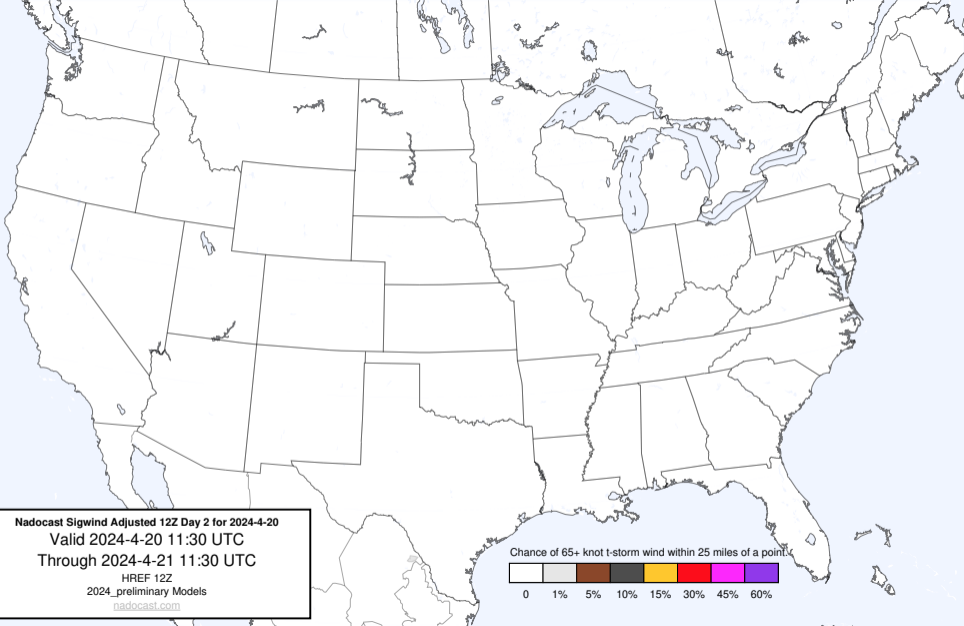 Nadocast Sigwind Adjusted 12Z Day 2 for 2024-4-20
Valid 2024-4-20 11:30 UTC
Through 2024-4-21 11:30 UTC
HREF 12Z
2024_preliminary Models
nadocast.com
Chance of 65+ knot t-storm wind within 25 miles of a point.
0 1% 5% 10% 15% 30% 45% 60%